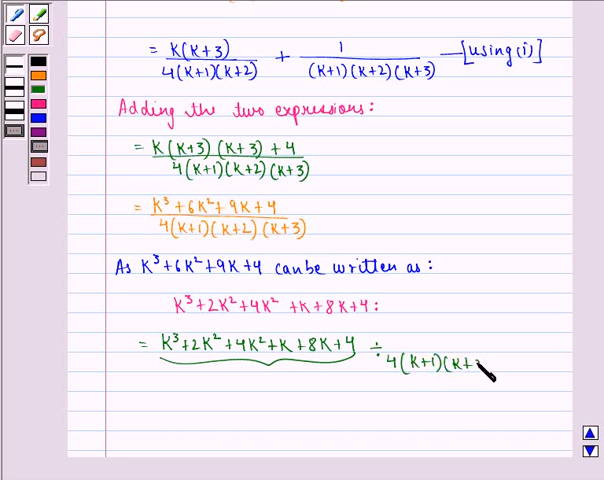 = K(K+3)/4(K+1)(K+2) + 1/(K+1)(K+2)(K+3) —[using(i)]
Adding the two expressions:
= K(K+3)(K+3)+4/4(K+1)(K+2)(K+3)
= K³+6K²+9K+4/4(K+1)(K+2)(K+3)
As K³+6K²+9K+4 can be written as:
K³+2K²+4K²+K+8K+4:
= K³+2K²+4K²+K+8K+4 ÷ 4(K+1)(K+